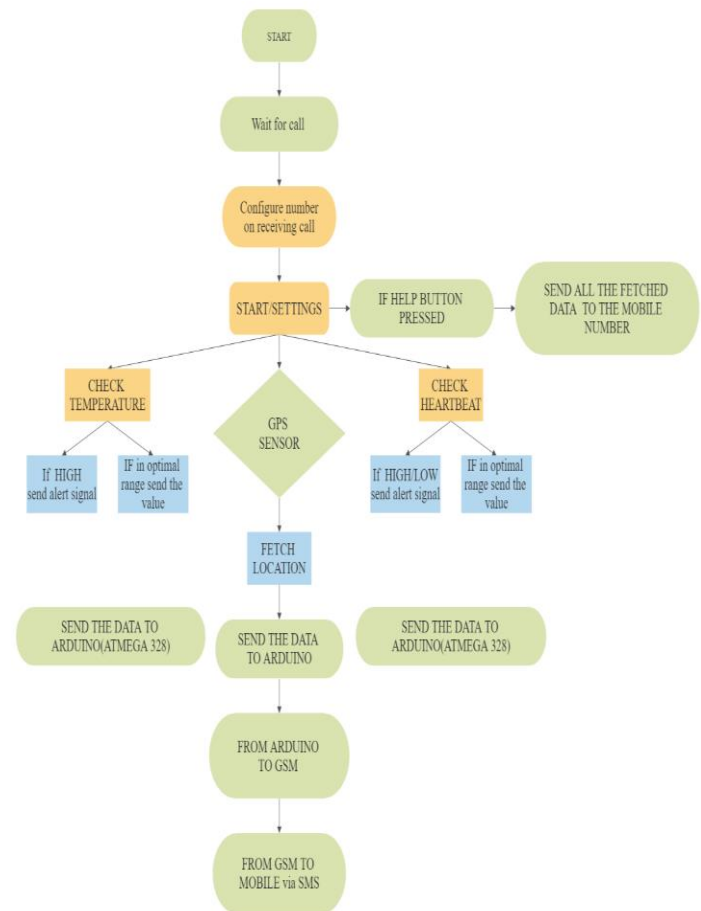 START
Wait for call
Configure number
on receiving call
START/SETTINGS
IF HELP BUTTON
PRESSED
SEND ALL THE FETCHED
DATA TO THE MOBILE
NUMBER
CHECK
TEMPERATURE
GPS
SENSOR
CHECK
HEARTBEAT
If HIGH
send alert signal
IF in optimal
range send the
value
If HIGH/LOW
send alert signal
IF in optimal
range send the
value
FETCH
LOCATION
SEND THE DATA TO
ARDUINO(ATMEGA 328)
SEND THE DATA
TO ARDUINO
SEND THE DATA TO
ARDUINO(ATMEGA 328)
FROM ARDUINO
TO GSM
FROM GSM TO
MOBILE via SMS